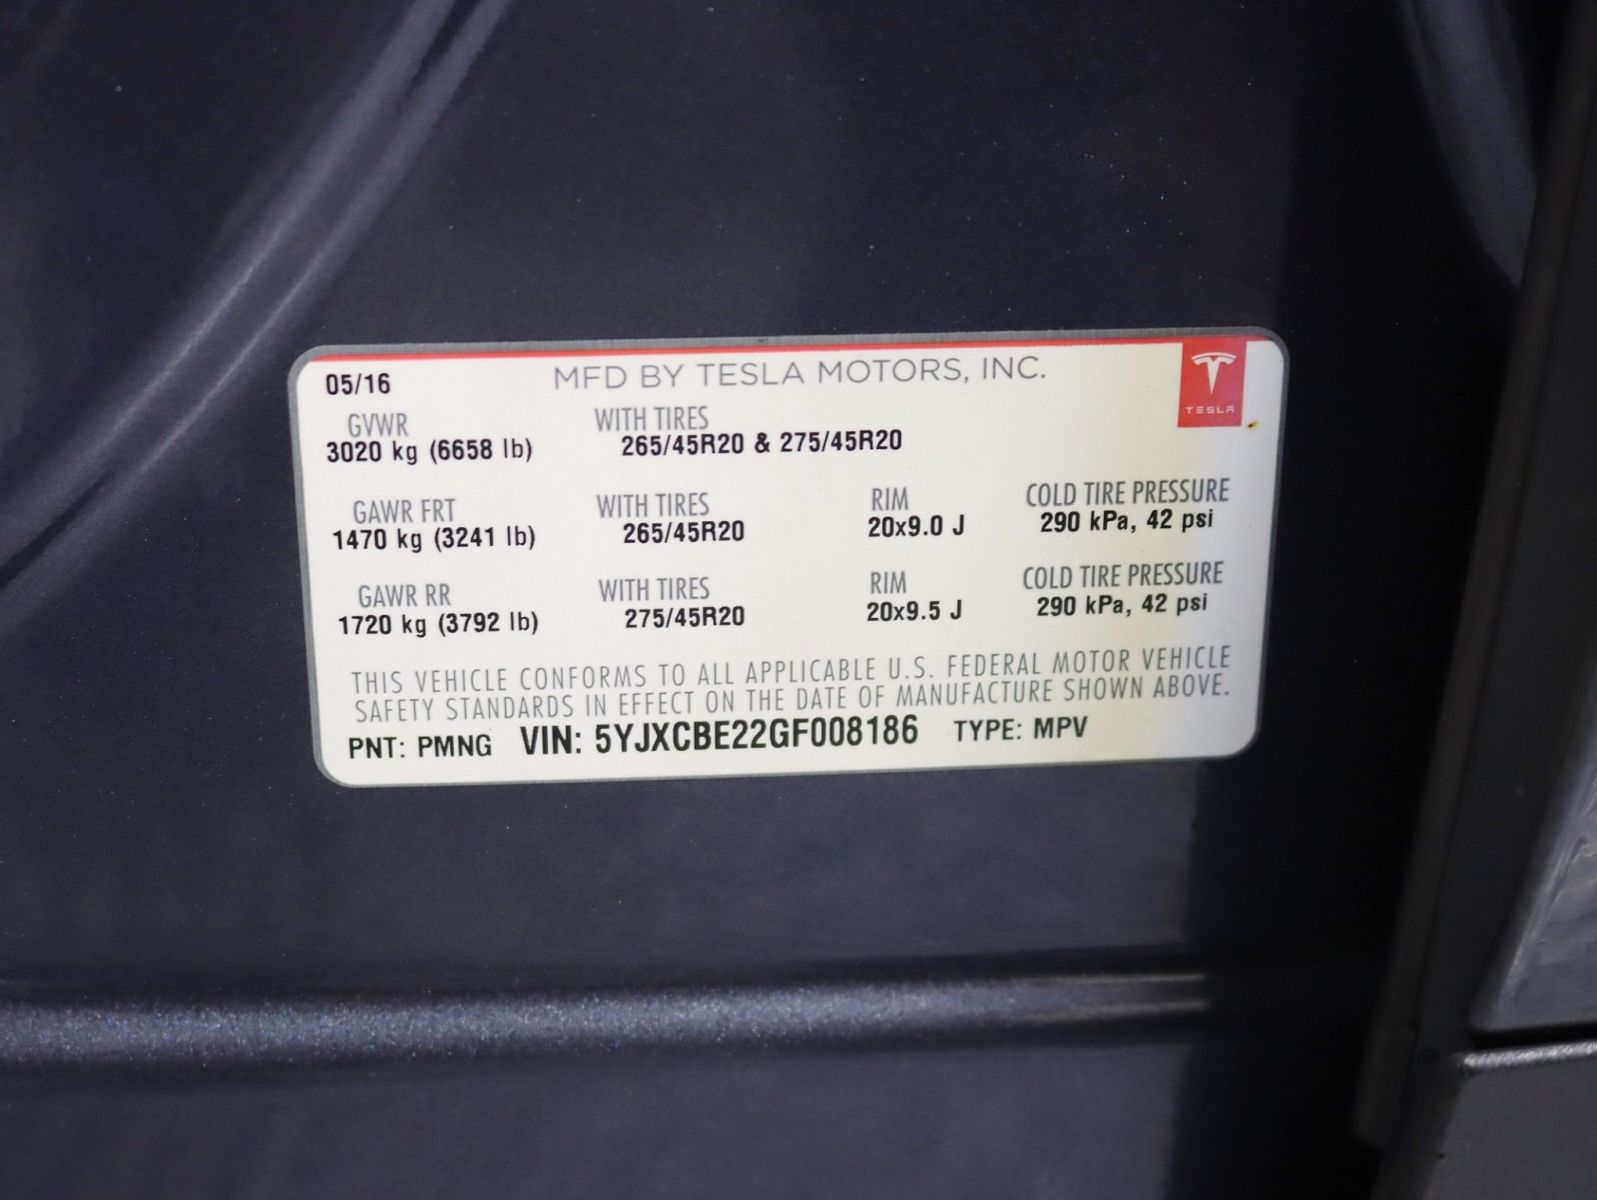 05/16 MFD BY TESLA MOTORS, INC.
TESLA
GVWR WITH TIRES
3020 kg (6658 lb) 265/45R20 & 275/45R20
GAWR FRT WITH TIRES RIM COLD TIRE PRESSURE
1470 kg (3241 lb) 265/45R20 20x9.0 J 290 kPa, 42 psi
GAWR RR WITH TIRES RIM COLD TIRE PRESSURE
1720 kg (3792 lb) 275/45R20 20x9.5 J 290 kPa, 42 psi
THIS VEHICLE CONFORMS TO ALL APPLICABLE U.S. FEDERAL MOTOR VEHICLE
SAFETY STANDARDS IN EFFECT ON THE DATE OF MANUFACTURE SHOWN ABOVE.
PNT: PMNG VIN: 5YJXCBE22GF008186 TYPE: MPV